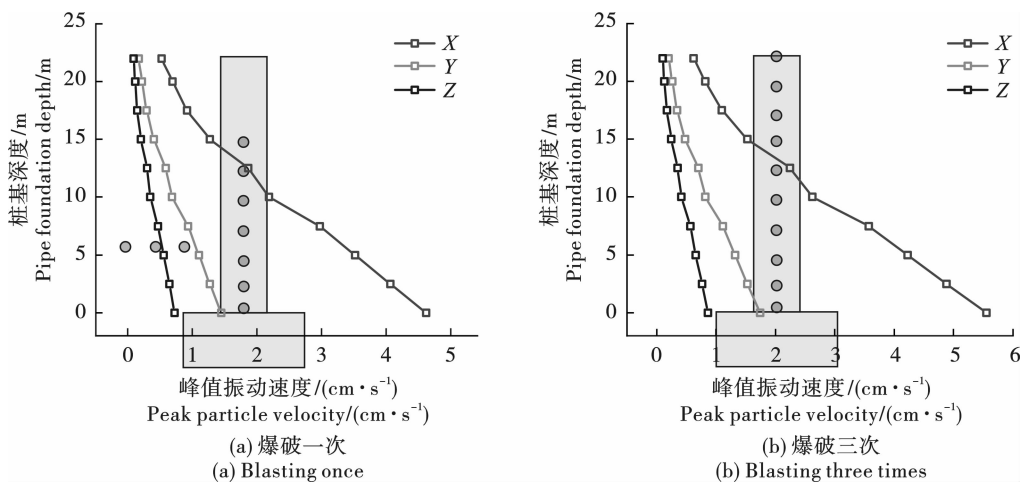 25
20
15
10
5
0
桩基深度/m
Pipe foundation depth/m
X
Y
Z
0 1 2 3 4 5
峰值振动速度/(cm·s⁻¹)
Peak particle velocity/(cm·s⁻¹)
(a) 爆破一次
(a) Blasting once
25
20
15
10
5
0
桩基深度/m
Pipe foundation depth/m
X
Y
Z
0 1 2 3 4 5 6
峰值振动速度/(cm·s⁻¹)
Peak particle velocity/(cm·s⁻¹)
(b) 爆破三次
(b) Blasting three times